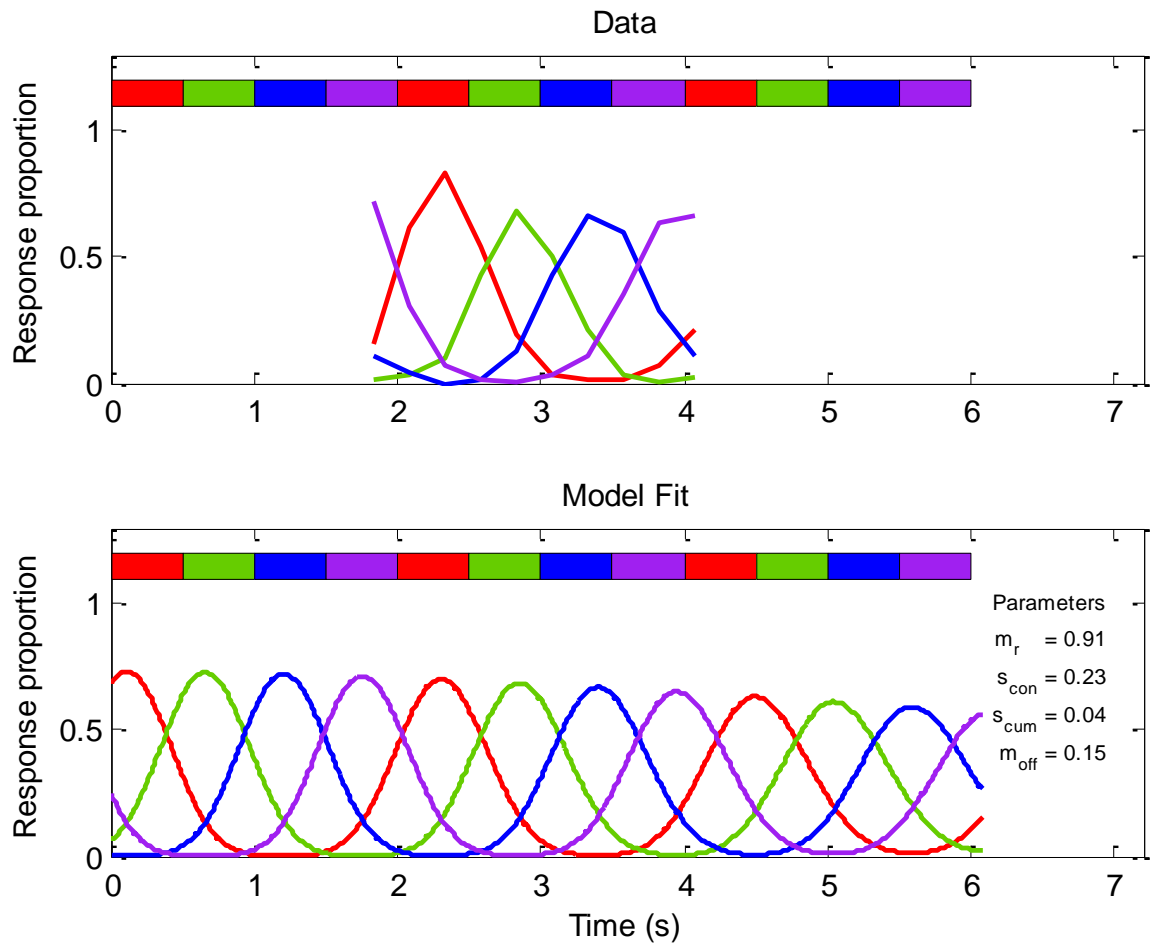 Data
Response proportion
1
0.5
0
0 1 2 3 4 5 6 7
Model Fit
Response proportion
1
0.5
0
Parameters
m_r = 0.91
s_con = 0.23
s_cum = 0.04
m_off = 0.15
0 1 2 3 4 5 6 7
Time (s)